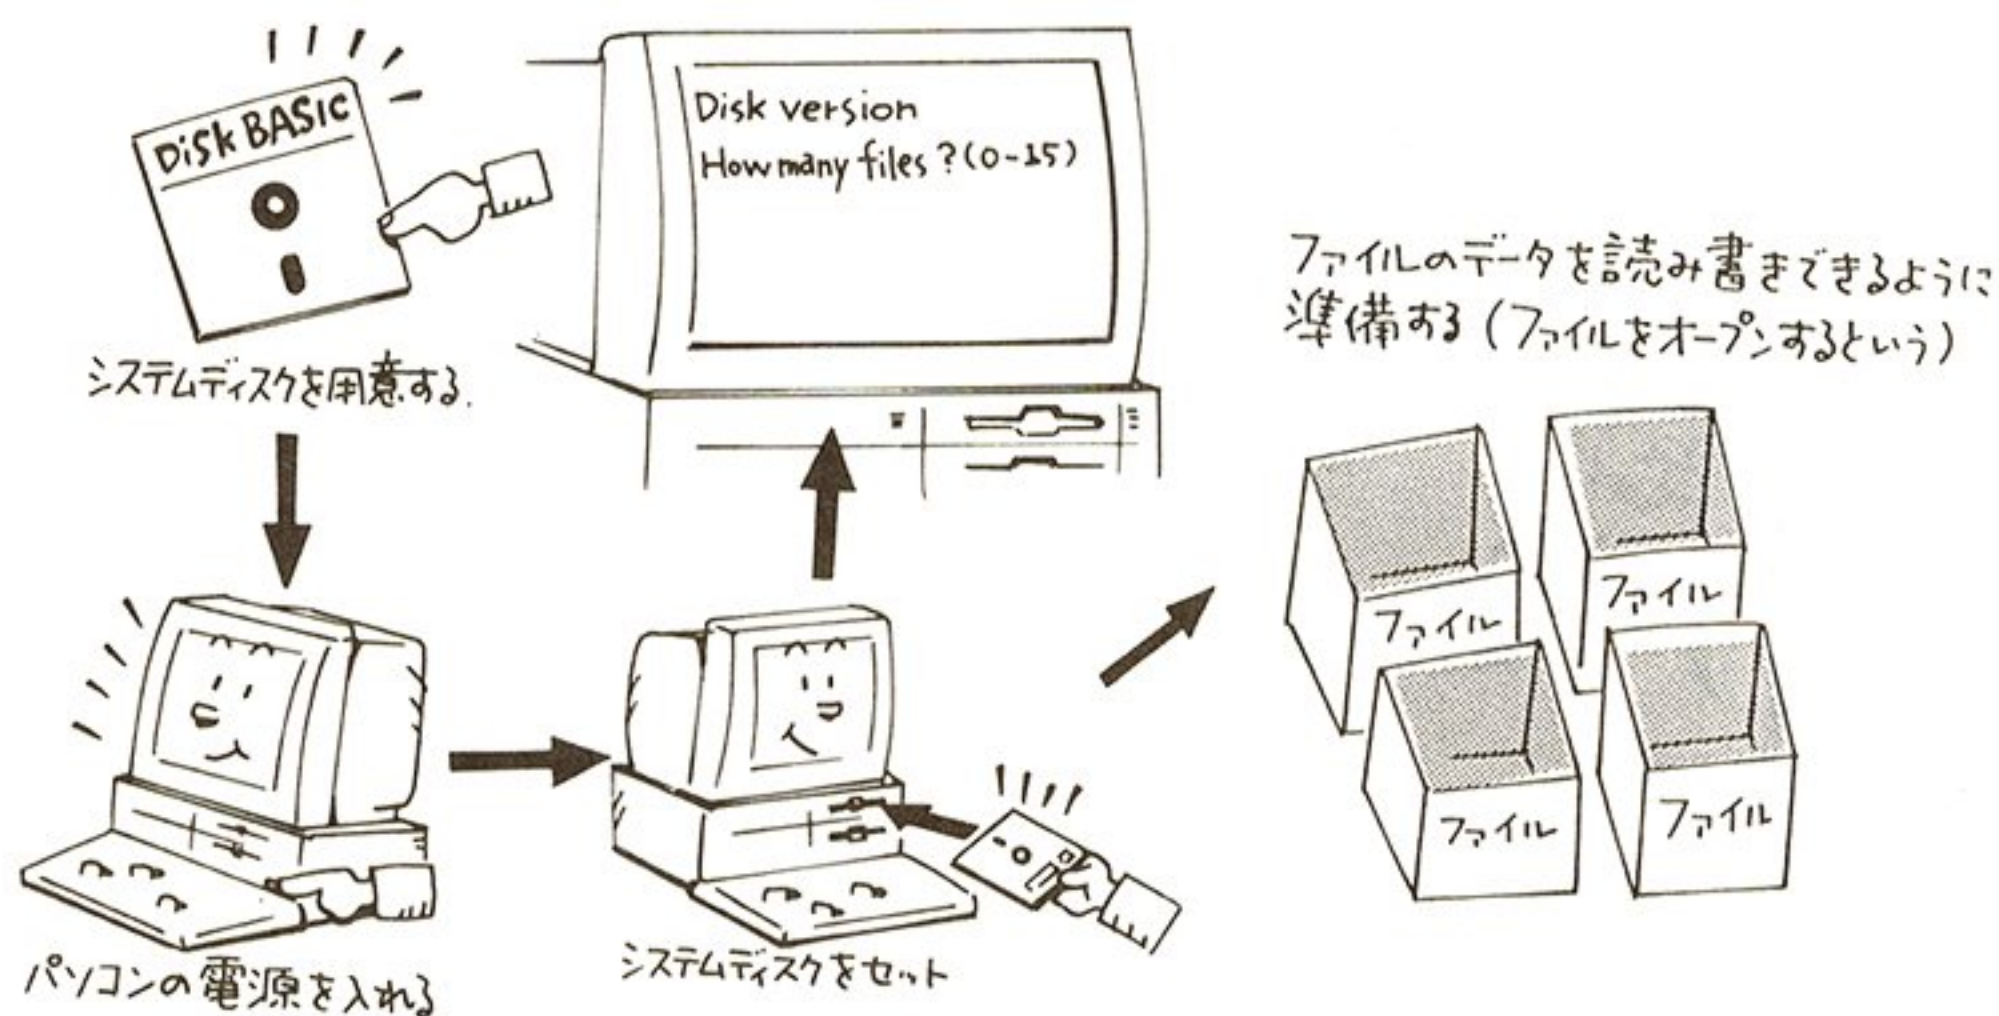 Disk BASIC
システムディスクを用意する.
パソコンの電源を入れる
システムディスクをセット
Disk version
How many files?(0-15)
ファイルのデータを読み書きできるように
準備する(ファイルをオープンするという)
ファイル
ファイル
ファイル
ファイル